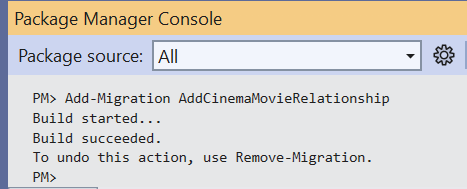 Package Manager Console
Package source: All
PM> Add-Migration AddCinemaMovieRelationship
Build started...
Build succeeded.
To undo this action, use Remove-Migration.
PM>